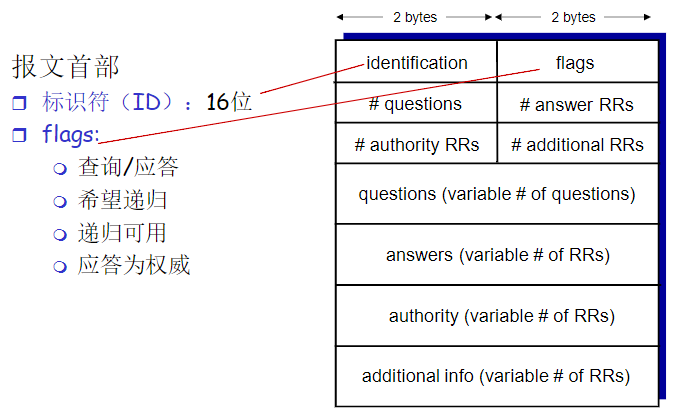 2 bytes 2 bytes
报文首部
标识符（ID）：16位
flags:
查询/应答
希望递归
递归可用
应答为权威
identification flags
# questions # answer RRs
# authority RRs # additional RRs
questions (variable # of questions)
answers (variable # of RRs)
authority (variable # of RRs)
additional info (variable # of RRs)